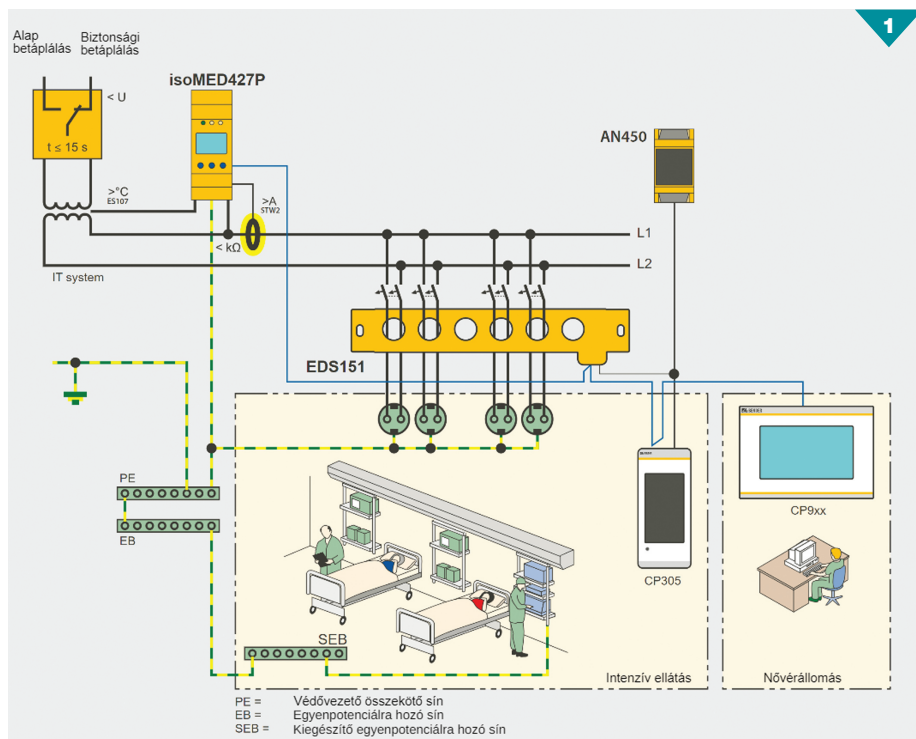 1
Alap
betáplálás
Biztonsági
betáplálás
isoMED427P
< U
t ≤ 15 s
AN450
>°C
ES107
>A
STW2
< kΩ
L1
L2
IT system
EDS151
PE
EB
BENDER
CP9xx
CP305
SEB
Intenzív ellátás
Nővérállomás
PE = Védővezető összekötő sín
EB = Egyenpotenciálra hozó sín
SEB = Kiegészítő egyenpotenciálra hozó sín